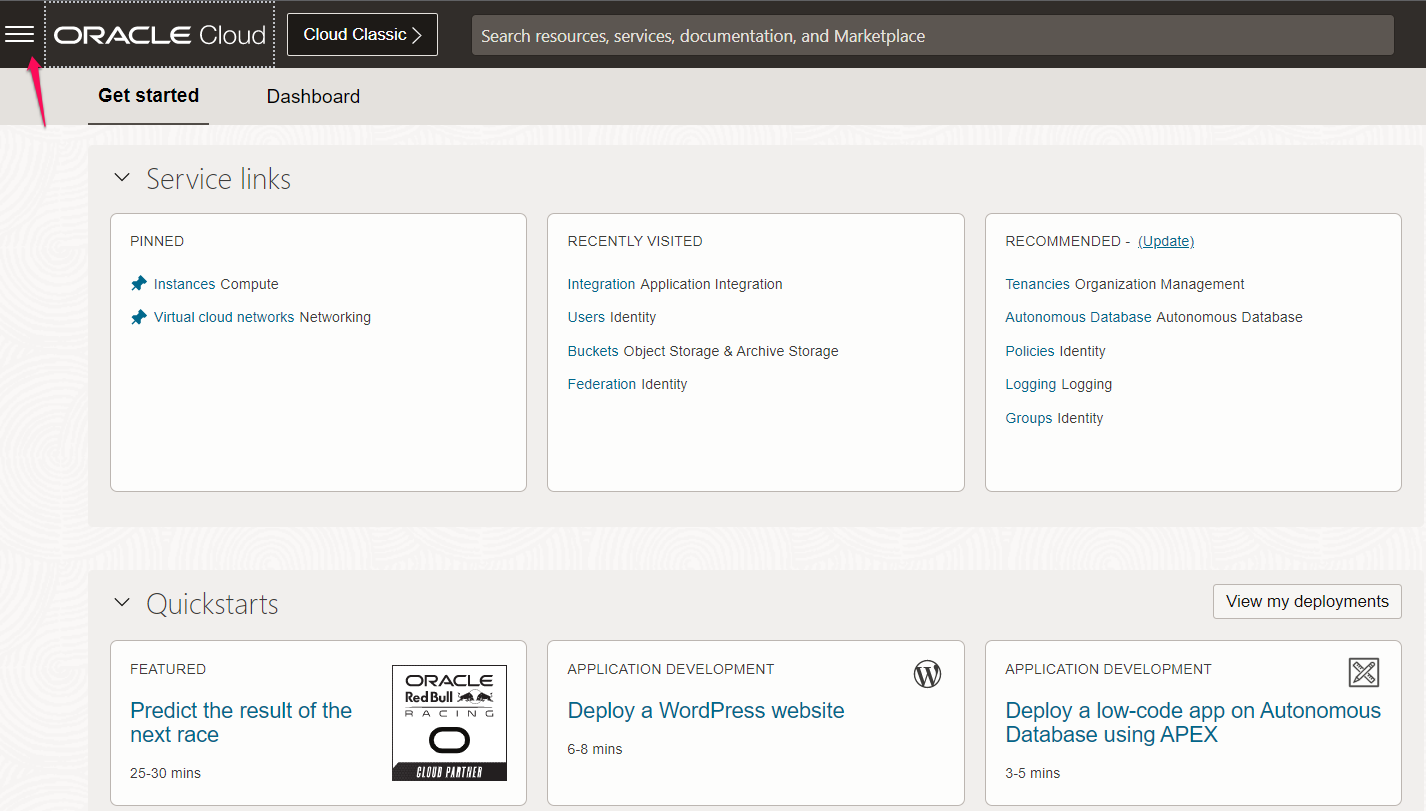 ORACLE Cloud
Cloud Classic
Search resources, services, documentation, and Marketplace
Get started
Dashboard
Service links
PINNED
Instances Compute
Virtual cloud networks Networking
RECENTLY VISITED
Integration Application Integration
Users Identity
Buckets Object Storage & Archive Storage
Federation Identity
RECOMMENDED - (Update)
Tenancies Organization Management
Autonomous Database Autonomous Database
Policies Identity
Logging Logging
Groups Identity
Quickstarts
View my deployments
FEATURED
Predict the result of the
next race
25-30 mins
ORACLE
Red Bull
RACING
CLOUD PARTNER
APPLICATION DEVELOPMENT
W
Deploy a WordPress website
6-8 mins
APPLICATION DEVELOPMENT
Deploy a low-code app on Autonomous
Database using APEX
3-5 mins